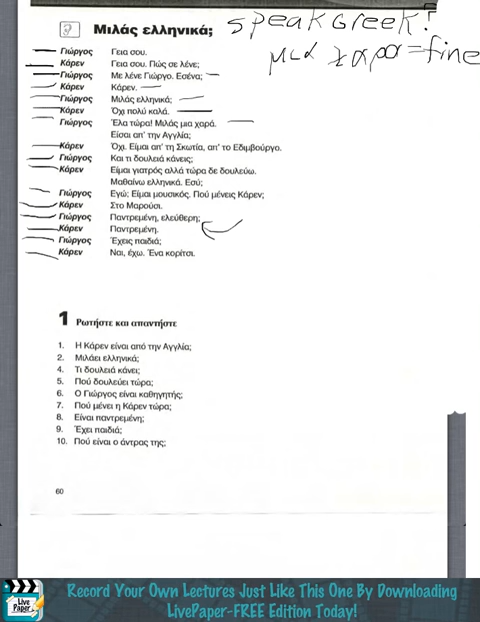 speak Greek?
Μιλάς ελληνικά;
μια χαρα = fine
Γιώργος Γεια σου.
Κάρεν Γεια σου. Πώς σε λένε;
Γιώργος Με λένε Γιώργο. Εσένα;
Κάρεν Κάρεν.
Γιώργος Μιλάς ελληνικά;
Κάρεν Όχι πολύ καλά.
Γιώργος Έλα τώρα! Μιλάς μια χαρά.
Είσαι απ' την Αγγλία;
Κάρεν Όχι. Είμαι απ' τη Σκωτία, απ' το Εδιμβούργο.
Γιώργος Και τι δουλειά κάνεις;
Κάρεν Είμαι γιατρός αλλά τώρα δε δουλεύω.
Μαθαίνω ελληνικά. Εσύ;
Γιώργος Εγώ; Είμαι μουσικός. Πού μένεις Κάρεν;
Κάρεν Στο Μαρούσι.
Γιώργος Παντρεμένη, ελεύθερη;
Κάρεν Παντρεμένη.
Γιώργος Έχεις παιδιά;
Κάρεν Ναι, έχω. Ένα κορίτσι.
1 Ρωτήστε και απαντήστε
1. Η Κάρεν είναι από την Αγγλία;
2. Μιλάει ελληνικά;
4. Τι δουλειά κάνει;
5. Πού δουλεύει τώρα;
6. Ο Γιώργος είναι καθηγητής;
7. Πού μένει η Κάρεν τώρα;
8. Είναι παντρεμένη;
9. Έχει παιδιά;
10. Πού είναι ο άντρας της;
60
Live Paper
Record Your Own Lectures Just Like This One By Downloading
LivePaper-FREE Edition Today!